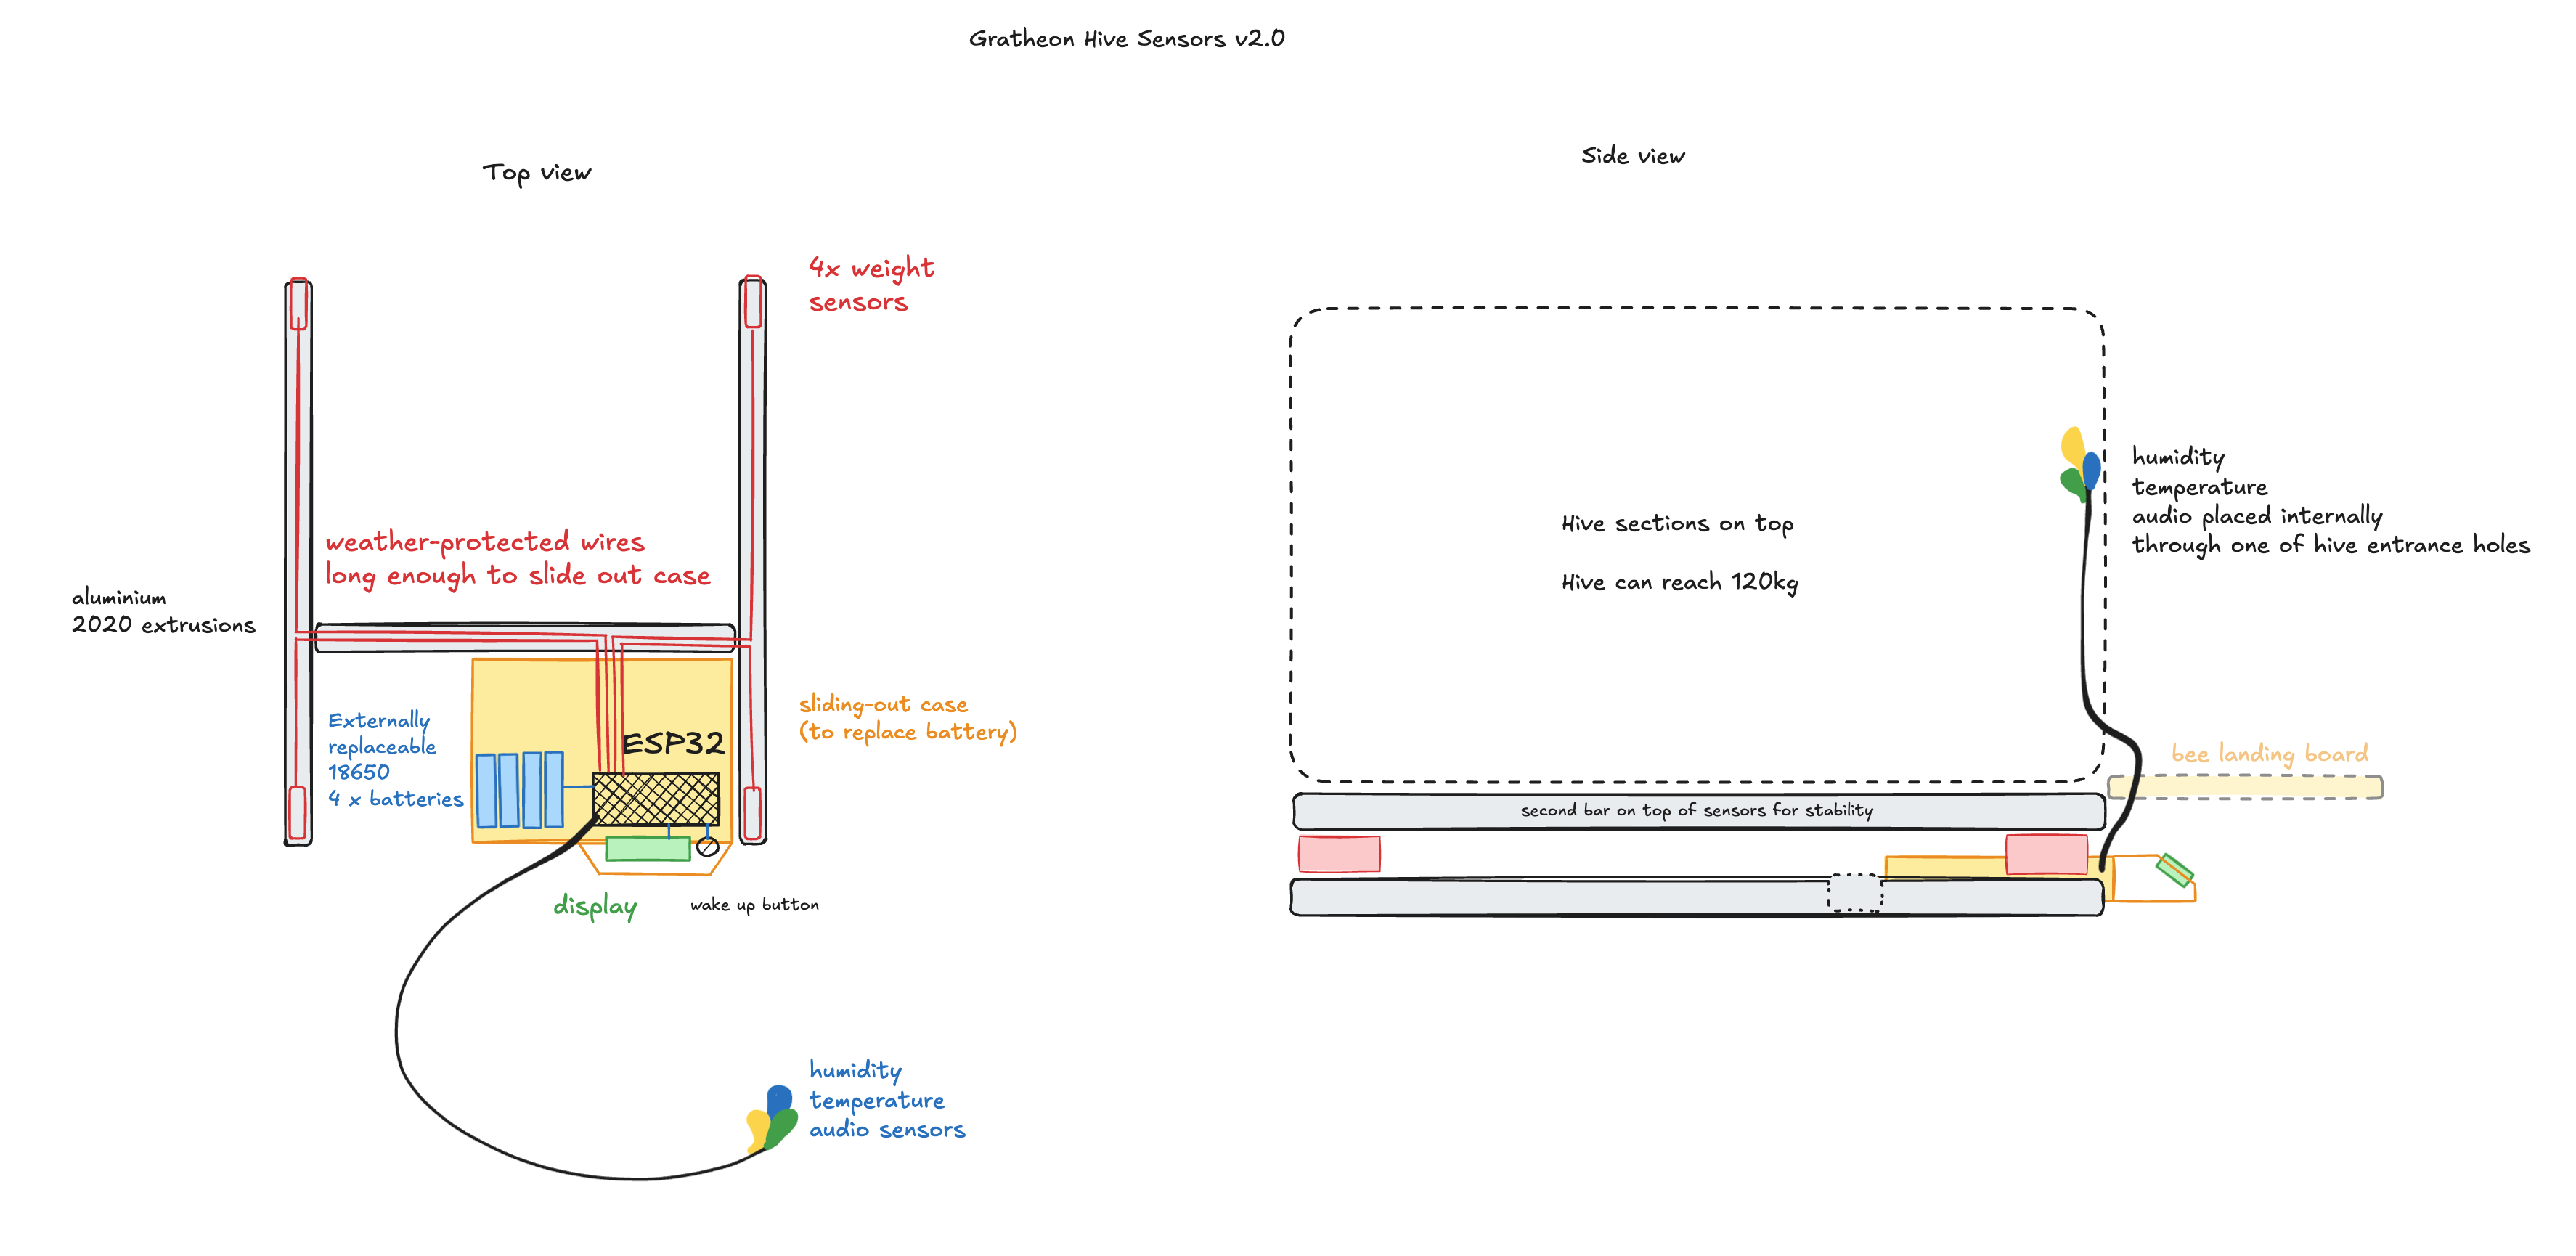 Gratheon Hive Sensors v2.0
Top view
4x weight
sensors
weather-protected wires
long enough to slide out case
aluminium
2020 extrusions
Externally
replaceable
18650
4 x batteries
ESP32
sliding-out case
(to replace battery)
display
wake up button
humidity
temperature
audio sensors
Side view
Hive sections on top
Hive can reach 120kg
humidity
temperature
audio placed internally
through one of hive entrance holes
bee landing board
second bar on top of sensors for stability